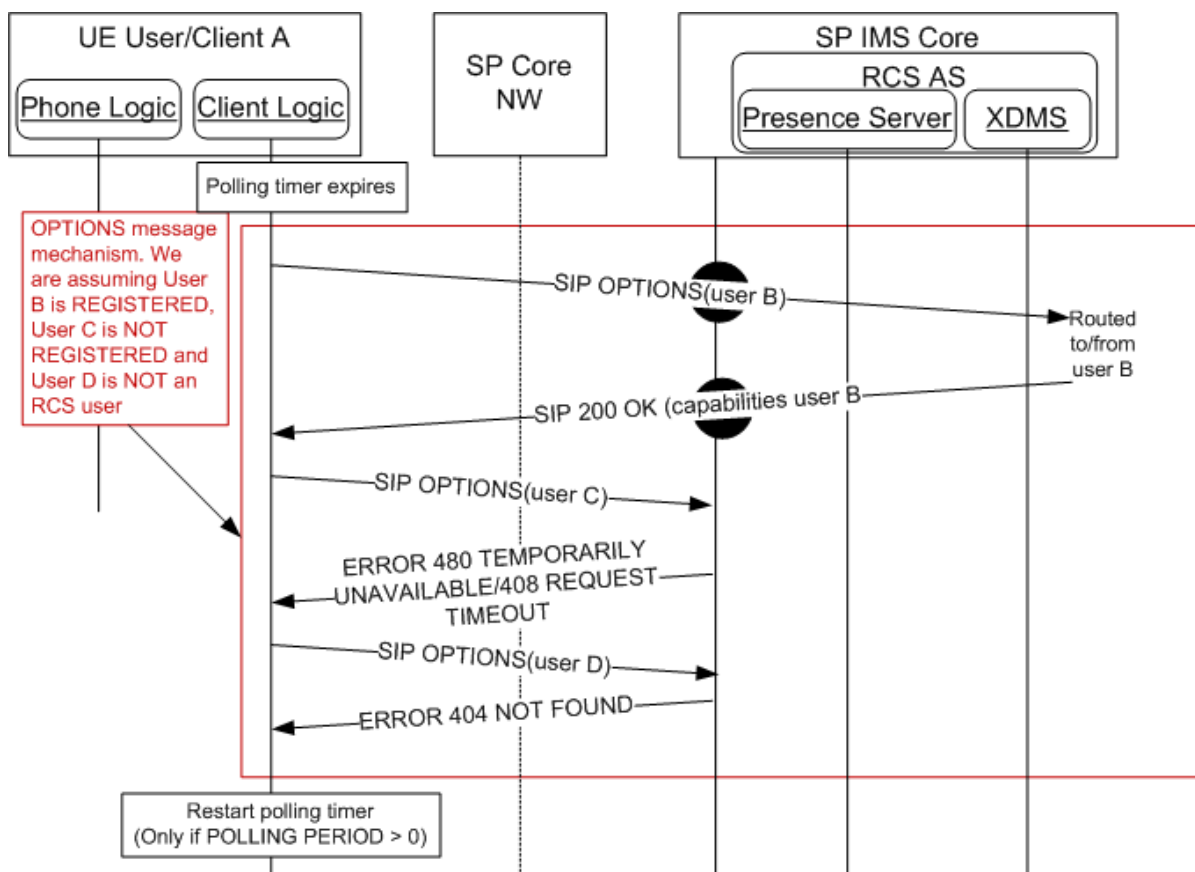 UE User/Client A
Phone Logic
Client Logic
SP Core
NW
SP IMS Core
RCS AS
Presence Server
XDMS
Polling timer expires
OPTIONS message
mechanism. We
are assuming User
B is REGISTERED,
User C is NOT
REGISTERED and
User D is NOT an
RCS user
SIP OPTIONS(user B)
Routed
to/from
user B
SIP 200 OK (capabilities user B
SIP OPTIONS(user C)
ERROR 480 TEMPORARILY
UNAVAILABLE/408 REQUEST
TIMEOUT
SIP OPTIONS(user D)
ERROR 404 NOT FOUND
Restart polling timer
(Only if POLLING PERIOD > 0)